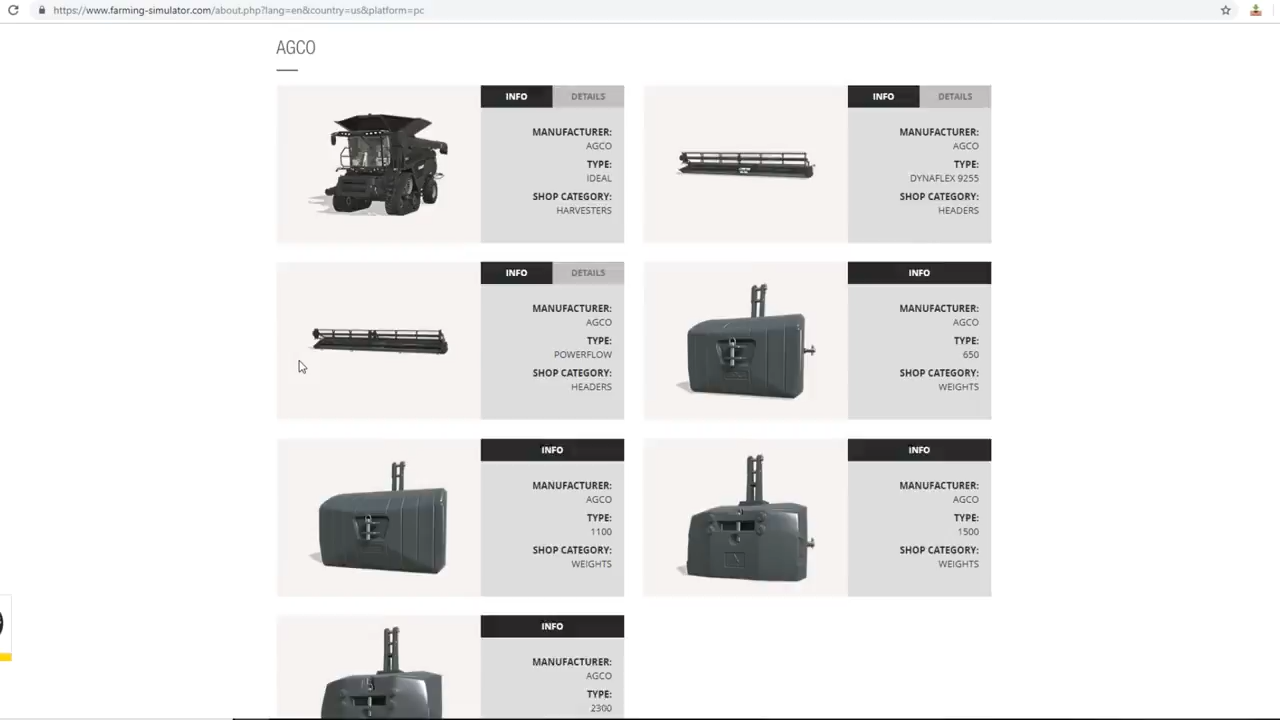 https://www.farming-simulator.com/about.php?lang=en&country=us&platform=pc
AGCO
INFO
DETAILS
MANUFACTURER:
AGCO
TYPE:
IDEAL
SHOP CATEGORY:
HARVESTERS
INFO
DETAILS
MANUFACTURER:
AGCO
TYPE:
DYNAFLEX 9255
SHOP CATEGORY:
HEADERS
INFO
DETAILS
MANUFACTURER:
AGCO
TYPE:
POWERFLOW
SHOP CATEGORY:
HEADERS
INFO
MANUFACTURER:
AGCO
TYPE:
650
SHOP CATEGORY:
WEIGHTS
INFO
MANUFACTURER:
AGCO
TYPE:
1100
SHOP CATEGORY:
WEIGHTS
INFO
MANUFACTURER:
AGCO
TYPE:
1500
SHOP CATEGORY:
WEIGHTS
INFO
MANUFACTURER:
AGCO
TYPE:
2300